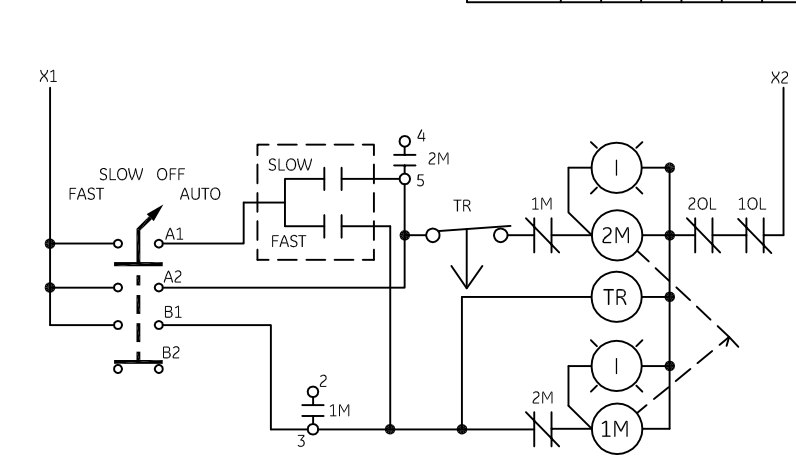 X1
X2
4
2M
5
SLOW OFF
FAST
AUTO
SLOW
FAST
A1
A2
B1
B2
TR
1M
I
2M
2OL
1OL
TR
I
2
1M
3
2M
1M